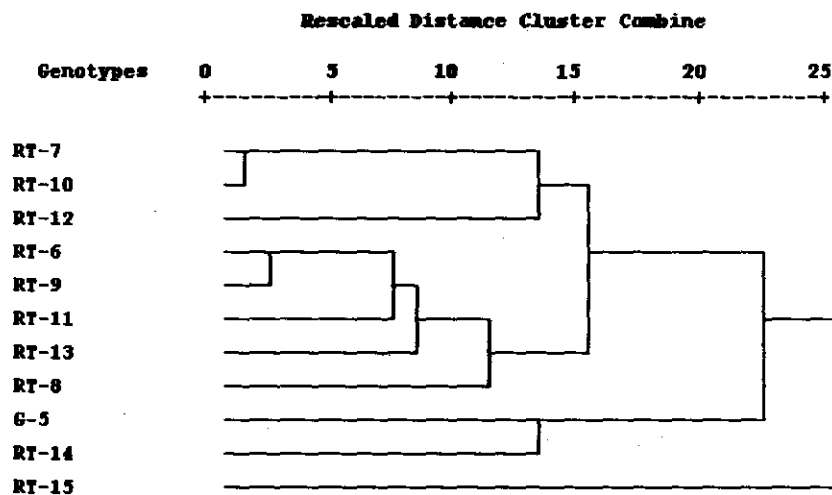 Rescaled Distance Cluster Combine
Genotypes 0 5 10 15 20 25
RT-7
RT-10
RT-12
RT-6
RT-9
RT-11
RT-13
RT-8
G-5
RT-14
RT-15